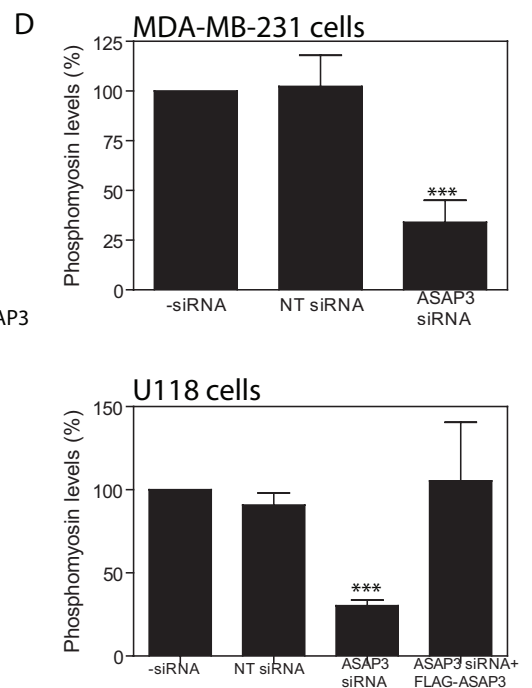 D
MDA-MB-231 cells
Phosphomyosin levels (%)
125
100
75
50
25
0
***
-siRNA
NT siRNA
ASAP3
siRNA
AP3
U118 cells
Phosphomyosin levels (%)
150
100
50
0
***
-siRNA
NT siRNA
ASAP3
siRNA
ASAP3 siRNA+
FLAG-ASAP3